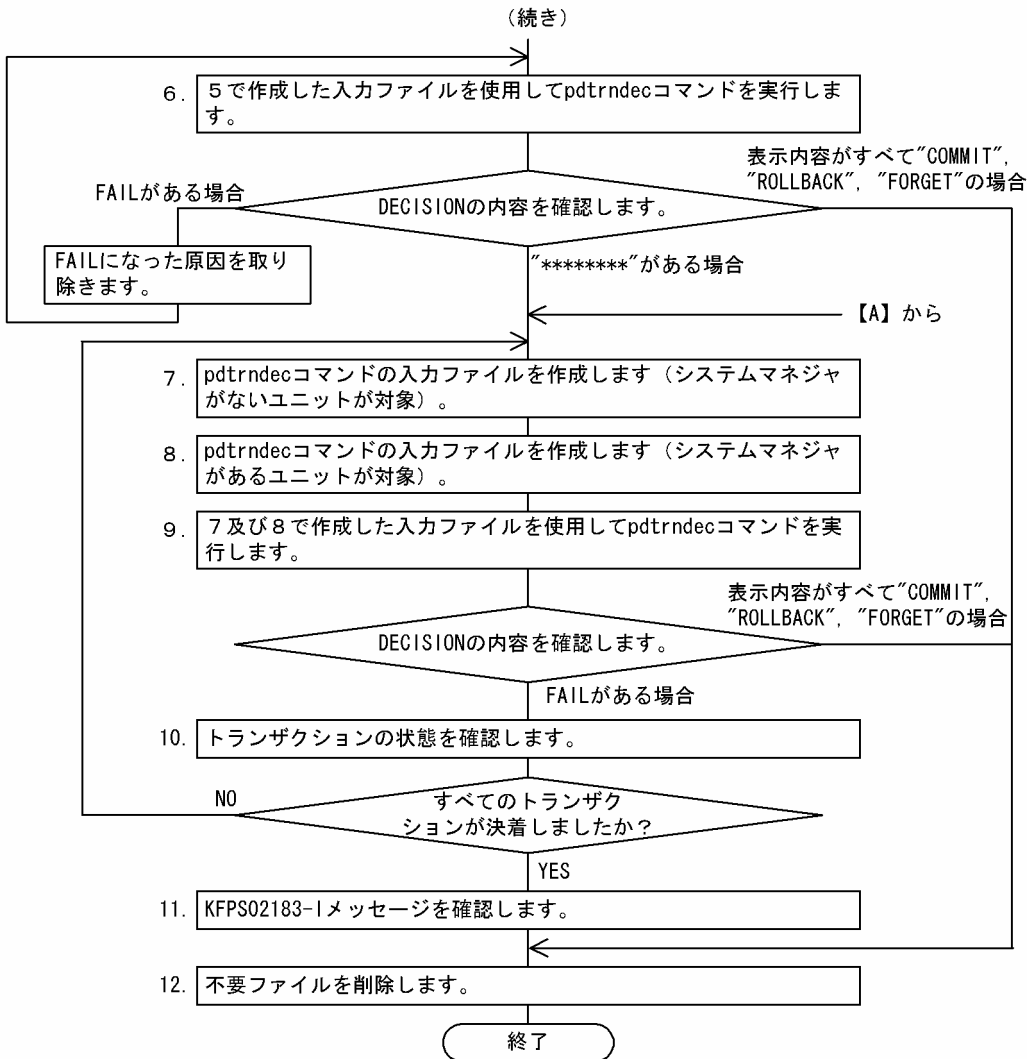 (続き)
6. 5で作成した入力ファイルを使用してpdtrndecコマンドを実行しま
す。
表示内容がすべて"COMMIT",
"ROLLBACK", "FORGET"の場合
FAILがある場合
DECISIONの内容を確認します。
FAILになった原因を取り
除きます。
"********"がある場合
【A】から
7. pdtrndecコマンドの入力ファイルを作成します(システムマネジャ
がないユニットが対象)。
8. pdtrndecコマンドの入力ファイルを作成します(システムマネジャ
があるユニットが対象)。
9. 7及び8で作成した入力ファイルを使用してpdtrndecコマンドを実
行します。
表示内容がすべて"COMMIT",
"ROLLBACK", "FORGET"の場合
DECISIONの内容を確認します。
FAILがある場合
10. トランザクションの状態を確認します。
NO
すべてのトランザク
ションが決着しましたか?
YES
11. KFPS02183-Iメッセージを確認します。
12. 不要ファイルを削除します。
終了